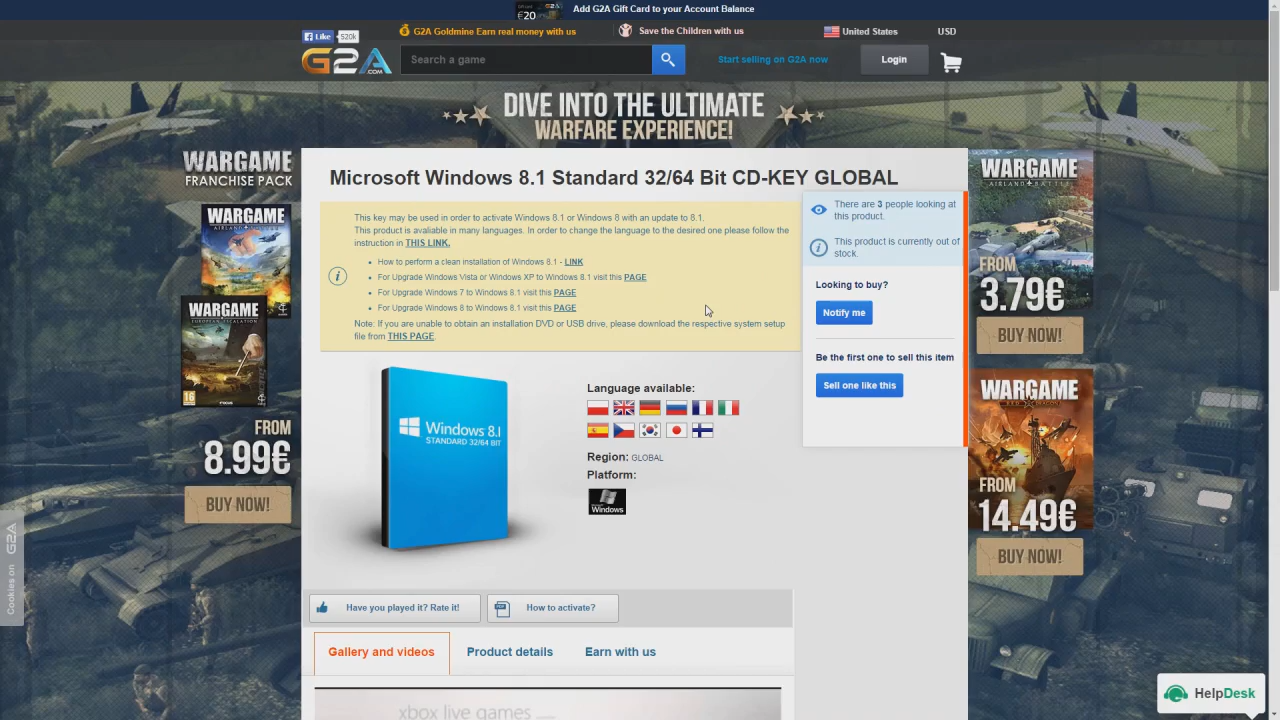 Add G2A Gift Card to your Account Balance
€20
Like
520k
G2A Goldmine Earn real money with us
Save the Children with us
United States
USD
G2A.COM
Search a game
Start selling on G2A now
Login
DIVE INTO THE ULTIMATE
WARFARE EXPERIENCE!
WARGAME
FRANCHISE PACK
WARGAME
WARGAME
EUROPEAN ESCALATION
16
FROM
8.99€
BUY NOW!
Microsoft Windows 8.1 Standard 32/64 Bit CD-KEY GLOBAL
This key may be used in order to activate Windows 8.1 or Windows 8 with an update to 8.1.
This product is available in many languages. In order to change the language to the desired one please follow the
instruction in THIS LINK.
• How to perform a clean installation of Windows 8.1 - LINK
• For Upgrade Windows Vista or Windows XP to Windows 8.1 visit this PAGE
• For Upgrade Windows 7 to Windows 8.1 visit this PAGE
• For Upgrade Windows 8 to Windows 8.1 visit this PAGE
Note: If you are unable to obtain an installation DVD or USB drive, please download the respective system setup
file from THIS PAGE.
There are 3 people looking at
this product.
This product is currently out of
stock.
Looking to buy?
Notify me
Be the first one to sell this item
Sell one like this
Windows 8.1
STANDARD 32/64 BIT
Language available:
Region: GLOBAL
Platform:
Windows
Have you played it? Rate it!
How to activate?
Gallery and videos
Product details
Earn with us
xbox live games
WARGAME
AIRLAND BATTLE
FROM
3.79€
BUY NOW!
WARGAME
RED DRAGON
FROM
14.49€
BUY NOW!
Cookies on G2A
HelpDesk